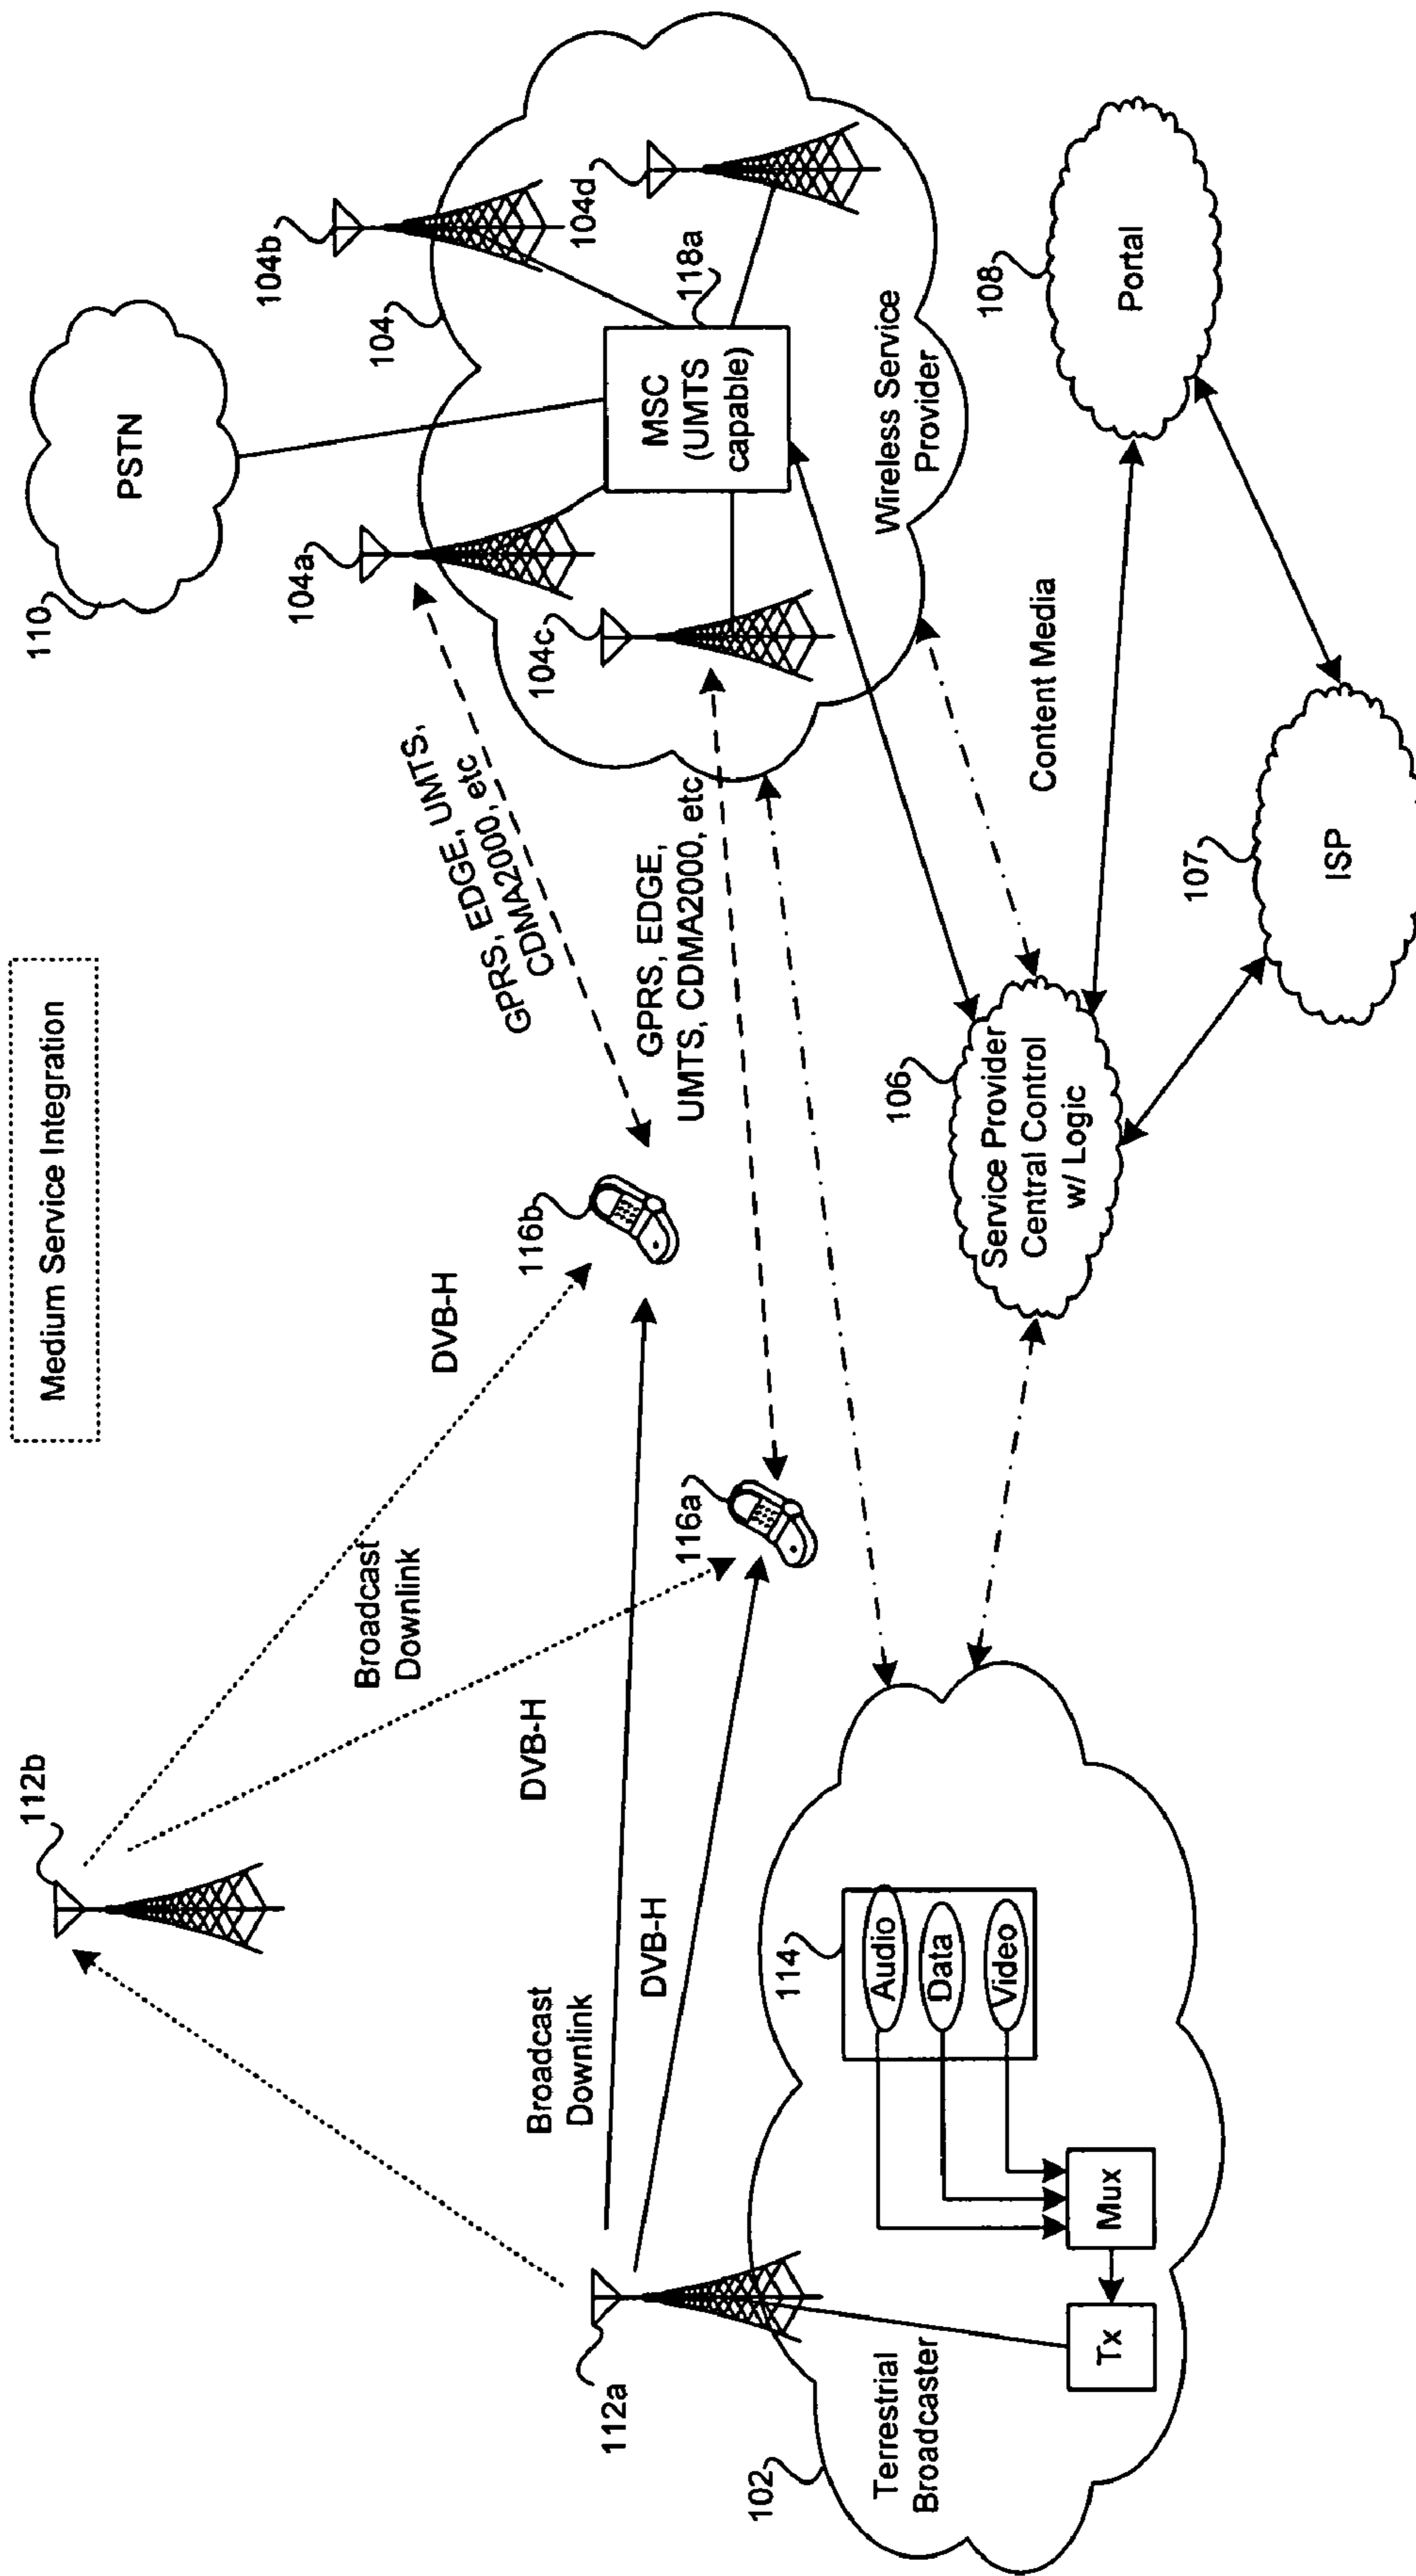 Medium Service Integration
112b
110
PSTN
104b
104a
104
104d
118a
MSC
(UMTS
capable)
104c
Wireless Service
Provider
GPRS, EDGE, UMTS,
CDMA2000, etc
GPRS, EDGE,
UMTS, CDMA2000, etc
DVB-H
116b
Broadcast
Downlink
DVB-H
116a
Broadcast
Downlink
DVB-H
112a
102
Terrestrial
Broadcaster
114
Audio
Data
Video
Mux
Tx
106
Service Provider
Central Control
w/ Logic
Content Media
108
Portal
107
ISP